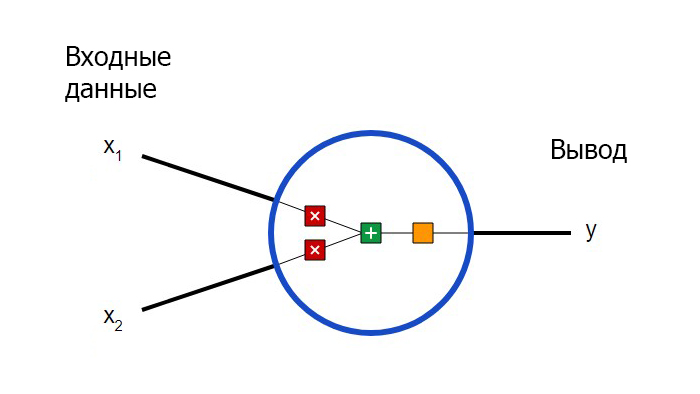 Входные
данные
x₁
Вывод
y
x₂